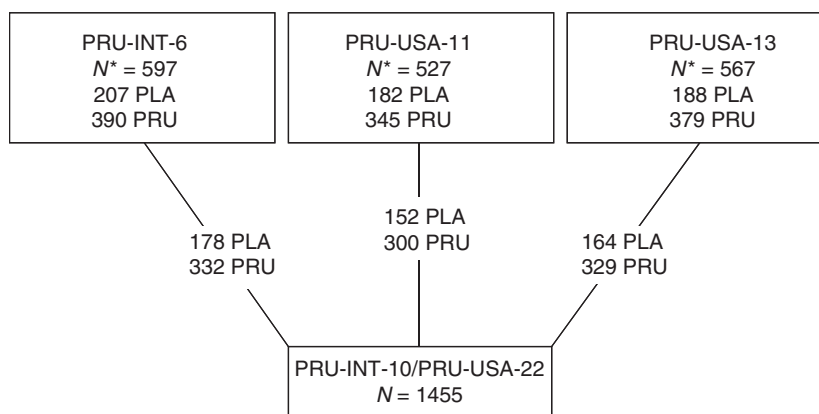 PRU-INT-6
N* = 597
207 PLA
390 PRU
PRU-USA-11
N* = 527
182 PLA
345 PRU
PRU-USA-13
N* = 567
188 PLA
379 PRU
178 PLA
332 PRU
152 PLA
300 PRU
164 PLA
329 PRU
PRU-INT-10/PRU-USA-22
N = 1455